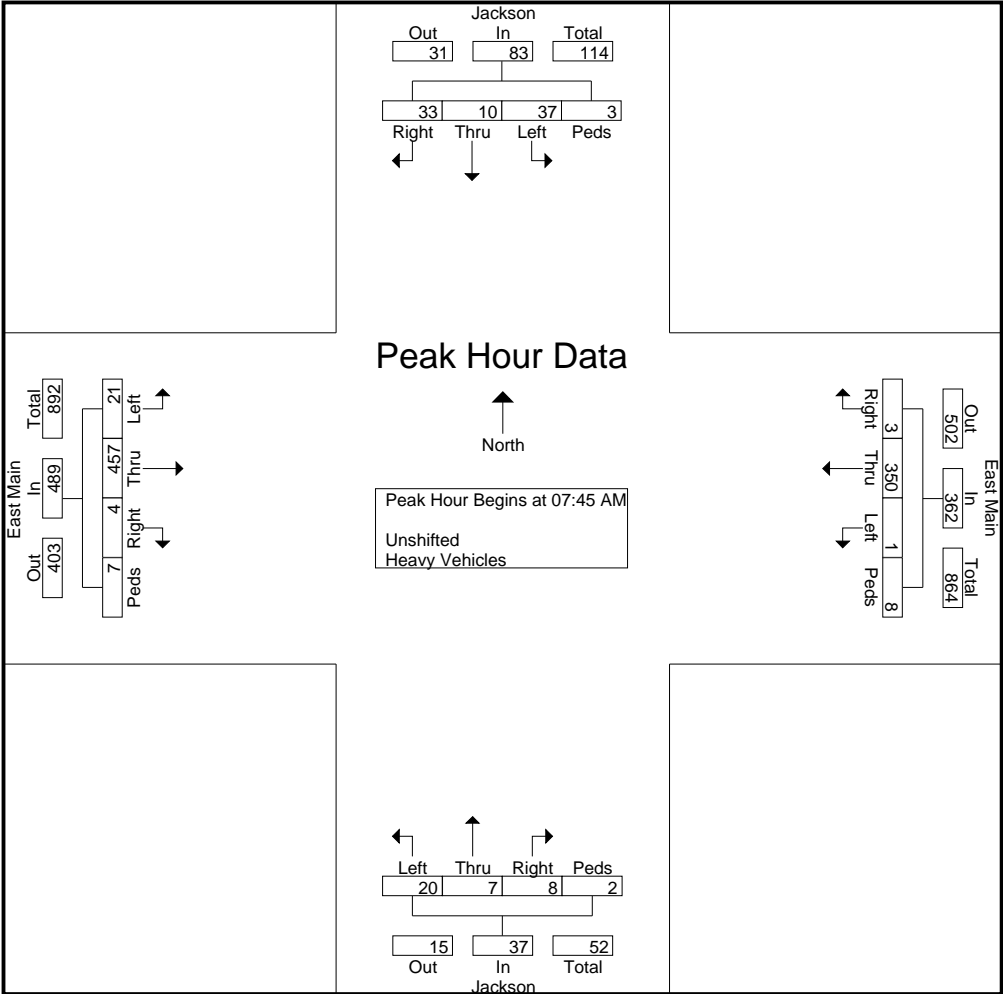 Jackson
Out In Total
31 83 114
33 10 37 3
Right Thru Left Peds
Peak Hour Data
North
Peak Hour Begins at 07:45 AM
Unshifted
Heavy Vehicles
East Main
Out In Total
403 489 892
7 4 457 21
Peds Right Thru Left
East Main
Out In Total
502 362 864
3 350 1 8
Right Thru Left Peds
Left Thru Right Peds
20 7 8 2
15 37 52
Out In Total
Jackson